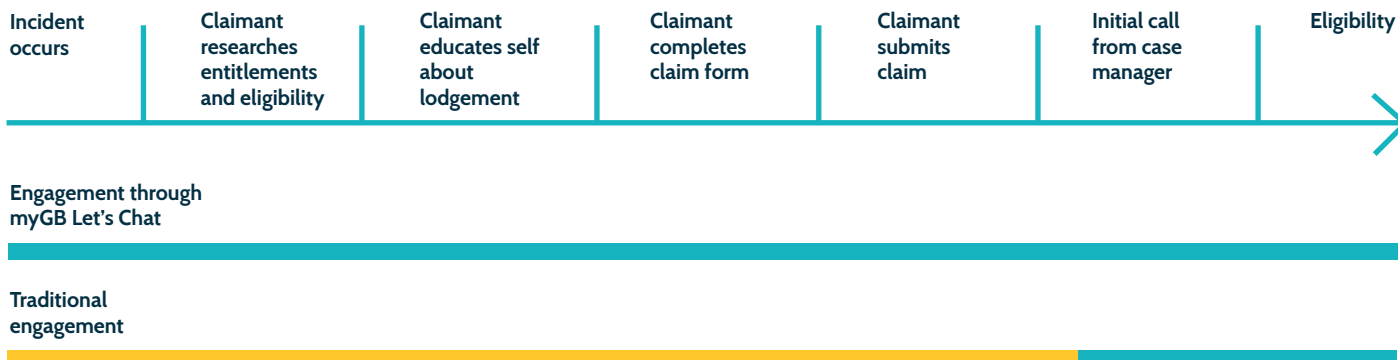 Incident
occurs
Claimant
researches
entitlements
and eligibility
Claimant
educates self
about
lodgement
Claimant
completes
claim form
Claimant
submits
claim
Initial call
from case
manager
Eligibility
Engagement through
myGB Let’s Chat
Traditional
engagement